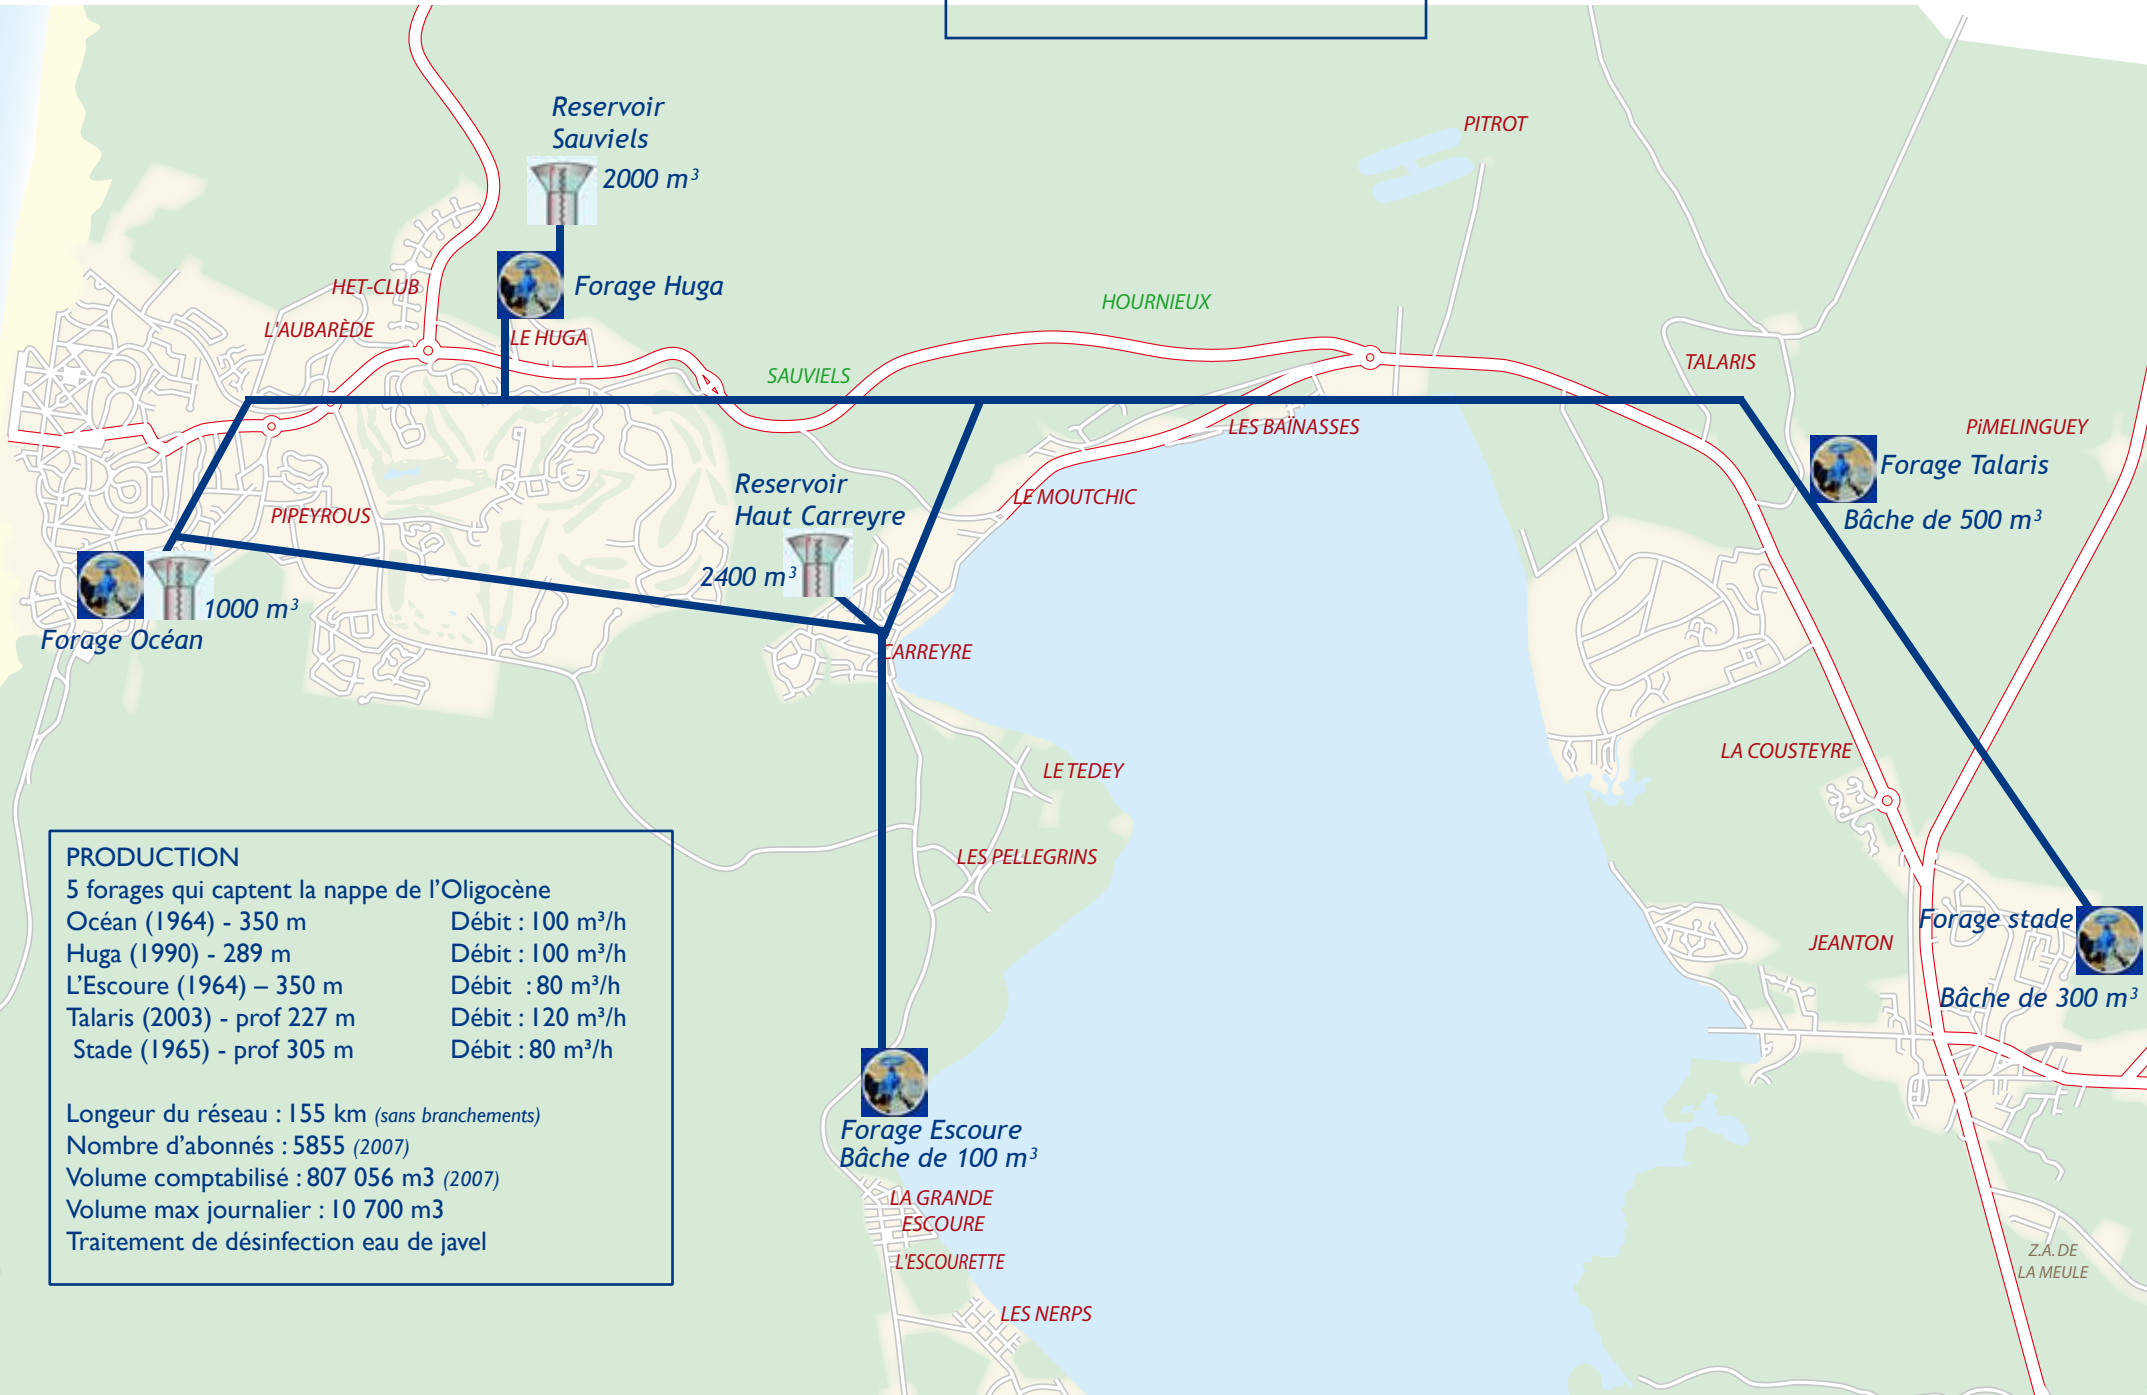 Reservoir
Sauviels
2000 m³
PITROT
Forage Huga
HET-CLUB
HOURNIEUX
L'AUBARÈDE
LE HUGA
SAUVIELS
TALARIS
LES BAÏNASSES
PiMELINGUEY
Forage Talaris
Bâche de 500 m³
Reservoir
Haut Carreyre
2400 m³
LE MOUTCHIC
PIPEYROUS
1000 m³
Forage Océan
CARREYRE
LE TEDEY
LA COUSTEYRE
LES PELLEGRINS
Forage stade
JEANTON
Bâche de 300 m³
PRODUCTION
5 forages qui captent la nappe de l'Oligocène
Océan (1964) - 350 m Débit : 100 m³/h
Huga (1990) - 289 m Débit : 100 m³/h
L'Escoure (1964) – 350 m Débit : 80 m³/h
Talaris (2003) - prof 227 m Débit : 120 m³/h
Stade (1965) - prof 305 m Débit : 80 m³/h
Longeur du réseau : 155 km (sans branchements)
Nombre d'abonnés : 5855 (2007)
Volume comptabilisé : 807 056 m3 (2007)
Volume max journalier : 10 700 m3
Traitement de désinfection eau de javel
Forage Escoure
Bâche de 100 m³
LA GRANDE
ESCOURE
L'ESCOURETTE
LES NERPS
Z.A. DE
LA MEULE